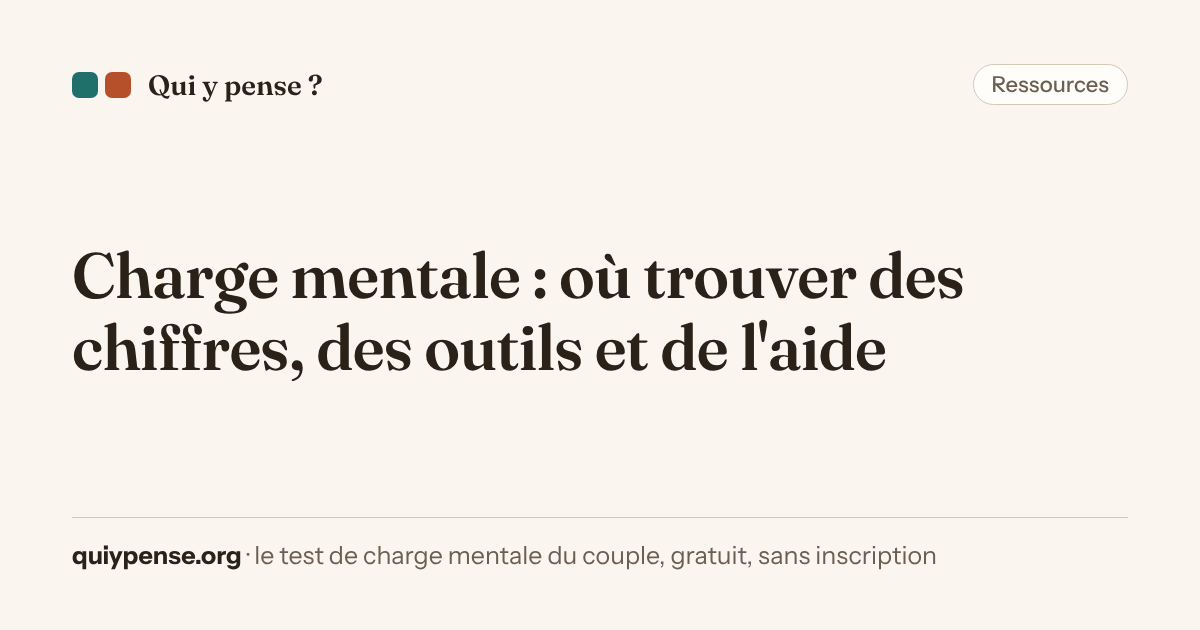 Qui y pense ?
Ressources
Charge mentale : où trouver des
chiffres, des outils et de l'aide
quiypense.org · le test de charge mentale du couple, gratuit, sans inscription